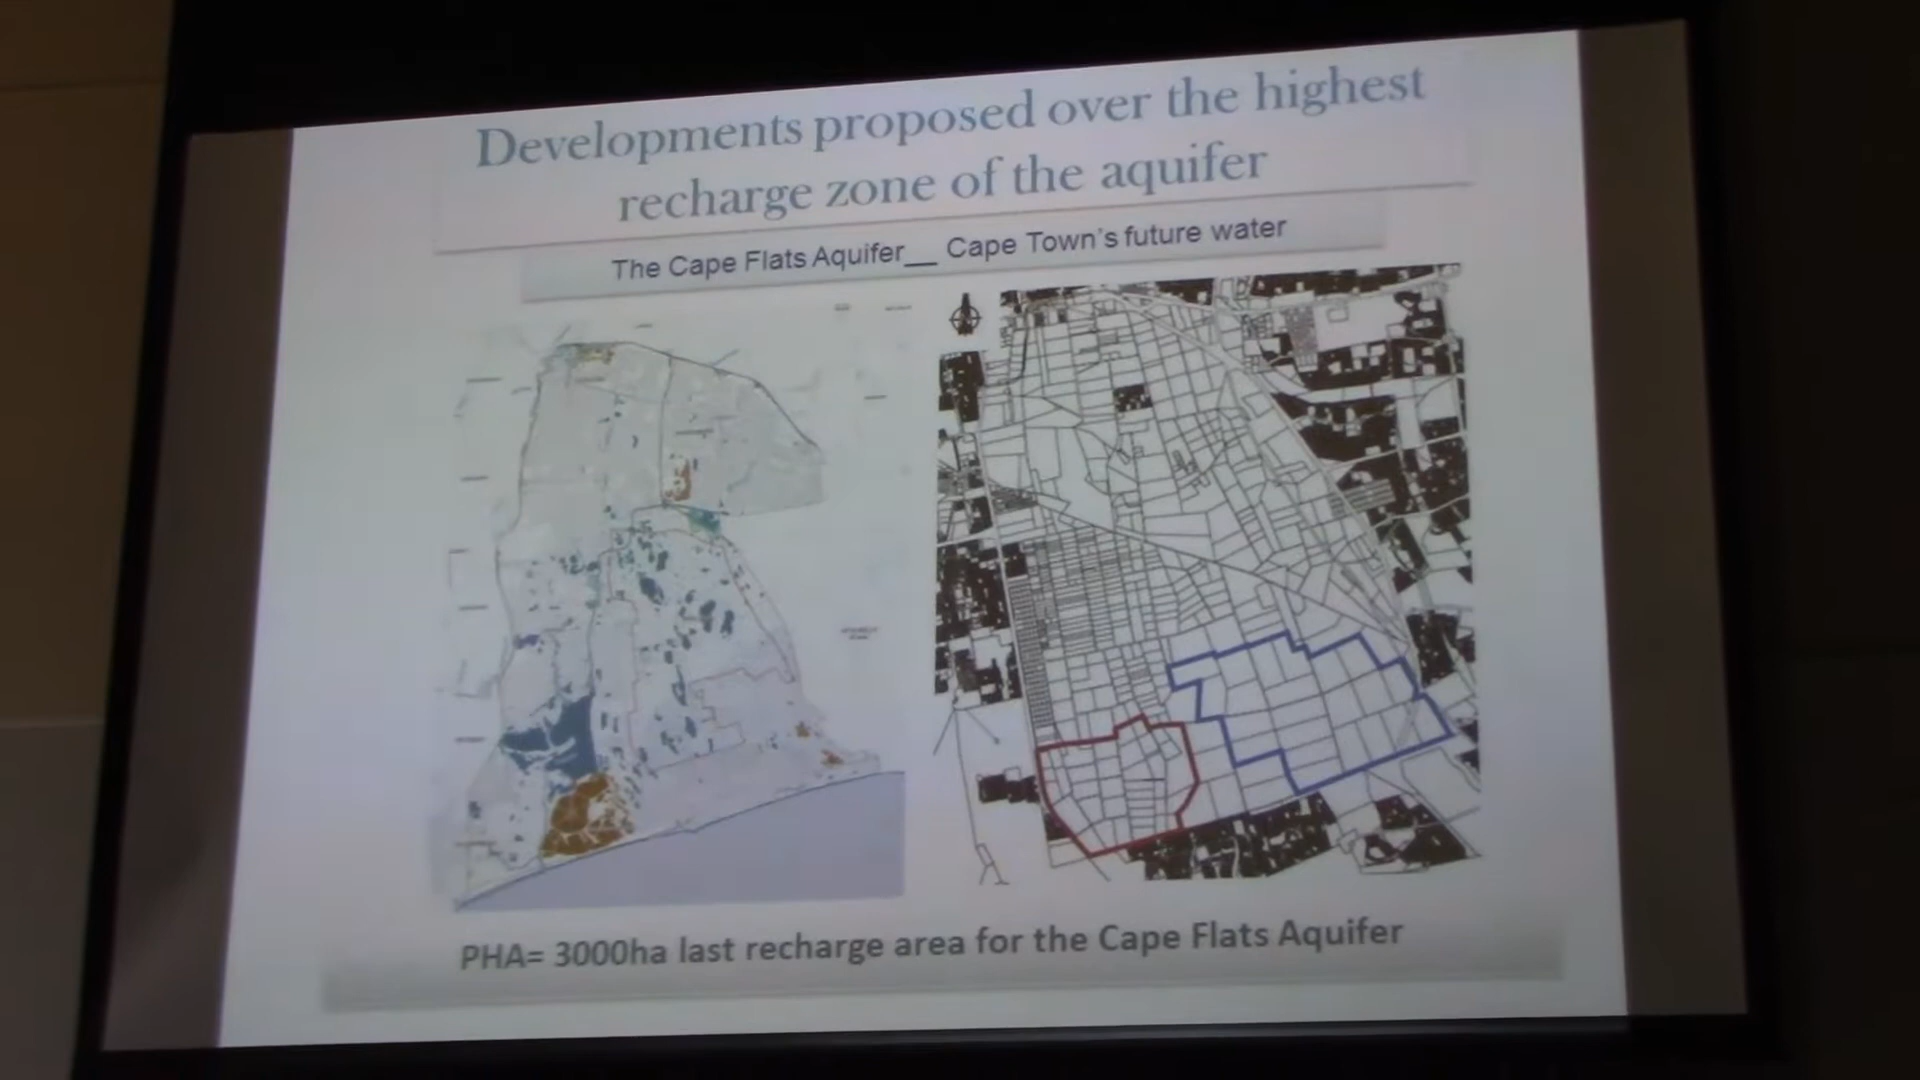 Developments proposed over the highest
recharge zone of the aquifer
The Cape Flats Aquifer__ Cape Town's future water
PHA= 3000ha last recharge area for the Cape Flats Aquifer